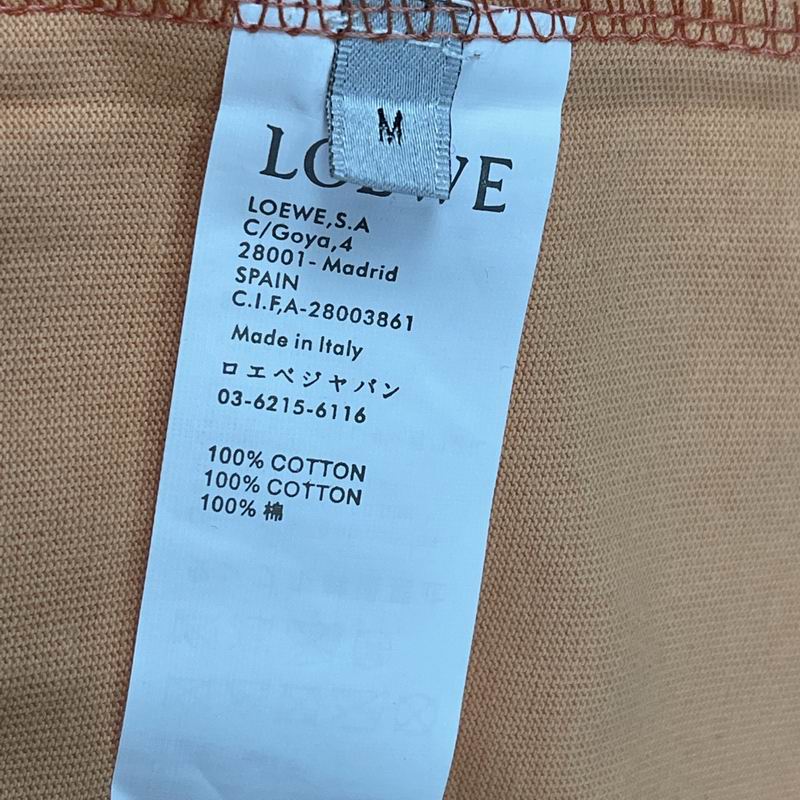 M
LOEWE
LOEWE,S.A
C/Goya,4
28001- Madrid
SPAIN
C.I.F,A-28003861
Made in Italy
ロエベジャパン
03-6215-6116
100% COTTON
100% COTTON
100% 棉